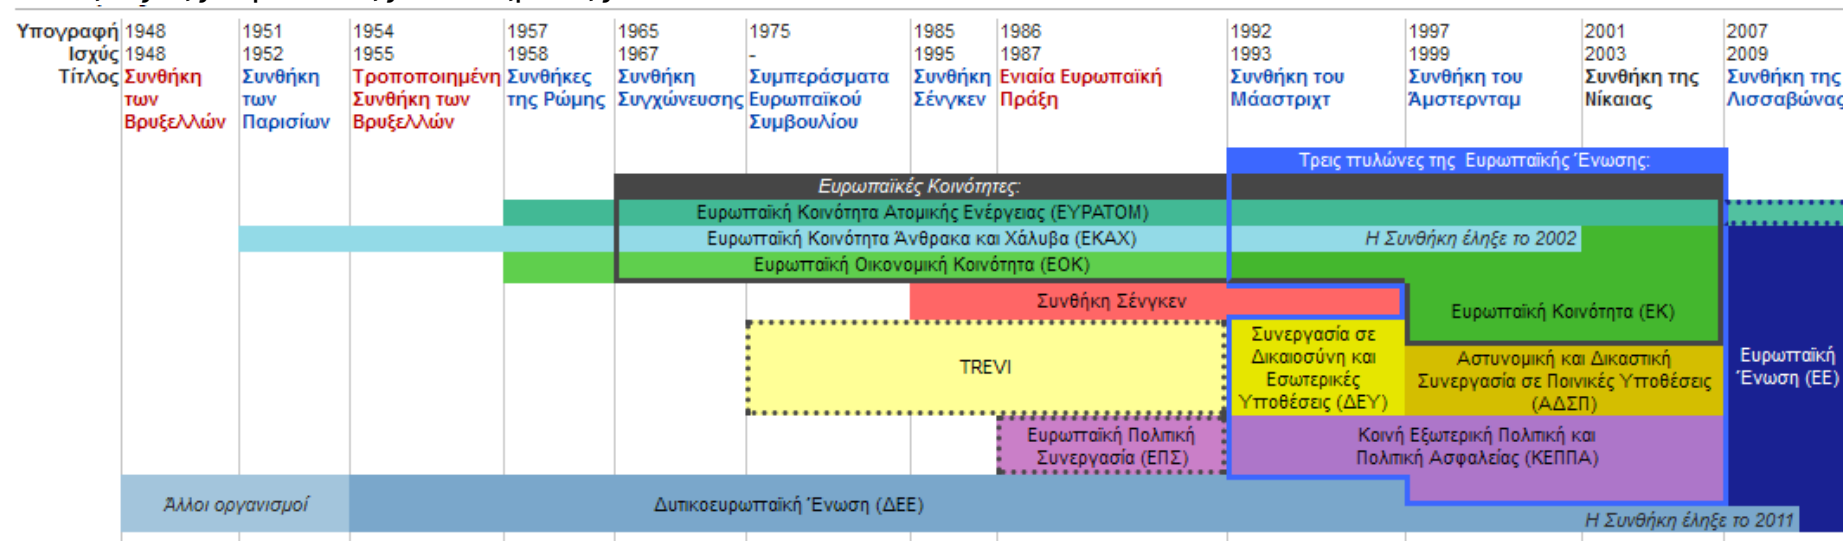 Υπογραφή 1948 1951 1954 1957 1965 1975 1985 1986 1992 1997 2001 2007
Ισχύς 1948 1952 1955 1958 1967 - 1995 1987 1993 1999 2003 2009
Τίτλος Συνθήκη Συνθήκη Τροποποιημένη Συνθήκες Συνθήκη Συμπεράσματα Συνθήκη Ενιαία Ευρωπαϊκή Συνθήκη του Συνθήκη του Συνθήκη της Συνθήκη της
των των Συνθήκη των της Ρώμης Συγχώνευσης Ευρωπαϊκού Σένγκεν Πράξη Μάαστριχτ Άμστερνταμ Νίκαιας Λισσαβώνας
Βρυξελλών Παρισίων Βρυξελλών Συμβουλίου
Τρεις πυλώνες της Ευρωπαϊκής Ένωσης:
Ευρωπαϊκές Κοινότητες:
Ευρωπαϊκή Κοινότητα Ατομικής Ενέργειας (ΕΥΡΑΤΟΜ)
Ευρωπαϊκή Κοινότητα Άνθρακα και Χάλυβα (ΕΚΑΧ) Η Συνθήκη έληξε το 2002
Ευρωπαϊκή Οικονομική Κοινότητα (ΕΟΚ)
Συνθήκη Σένγκεν
Ευρωπαϊκή Κοινότητα (ΕΚ)
TREVI
Συνεργασία σε
Δικαιοσύνη και
Εσωτερικές
Υποθέσεις (ΔΕΥ)
Αστυνομική και Δικαστική
Συνεργασία σε Ποινικές Υποθέσεις
(ΑΔΣΠ)
Ευρωπαϊκή
Ένωση (ΕΕ)
Ευρωπαϊκή Πολιτική
Συνεργασία (ΕΠΣ)
Κοινή Εξωτερική Πολιτική και
Πολιτική Ασφαλείας (ΚΕΠΠΑ)
Άλλοι οργανισμοί
Δυτικοευρωπαϊκή Ένωση (ΔΕΕ)
Η Συνθήκη έληξε το 2011